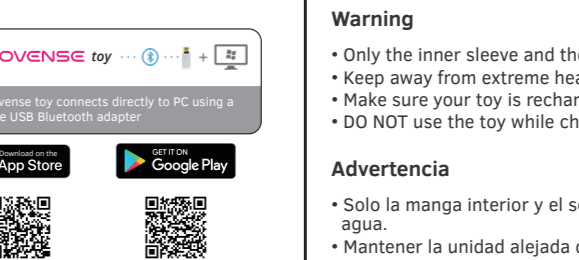 OVENSE toy
vense toy connects directly to PC using a
e USB Bluetooth adapter
Download on the
App Store
GET IT ON
Google Play
Warning
• Only the inner sleeve and the
• Keep away from extreme hea
• Make sure your toy is rechar
• DO NOT use the toy while ch
Advertencia
• Solo la manga interior y el s
agua.
• Mantener la unidad alejada